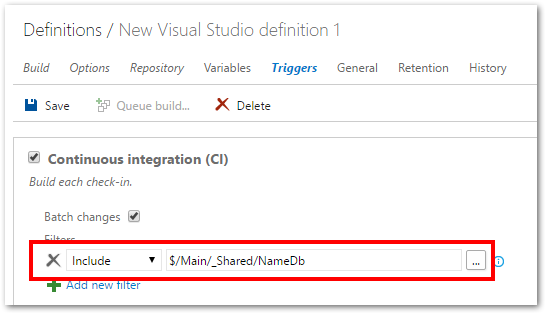 Definitions / New Visual Studio definition 1
Build Options Repository Variables Triggers General Retention History
Save Queue build... Delete
Continuous integration (CI)
Build each check-in.
Batch changes
Filters
Include $/Main/_Shared/NameDb ...
Add new filter